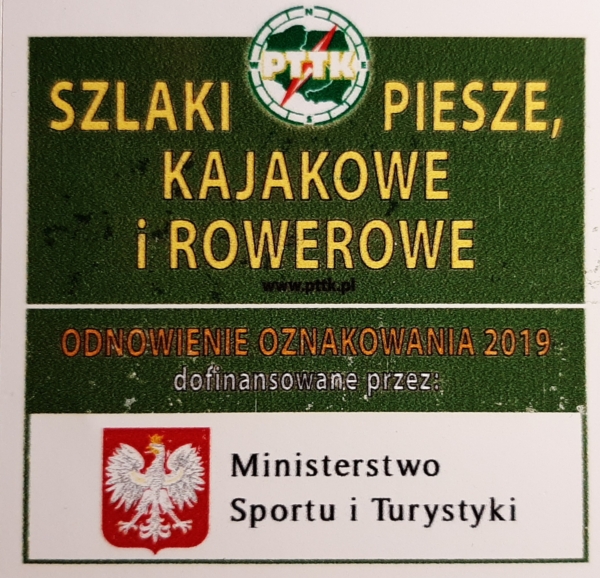 PTTK
SZLAKI PIESZE,
KAJAKOWE
i ROWEROWE
www.pttk.pl
ODNOWIENIE OZNAKOWANIA 2019
dofinansowane przez:
Ministerstwo
Sportu i Turystyki